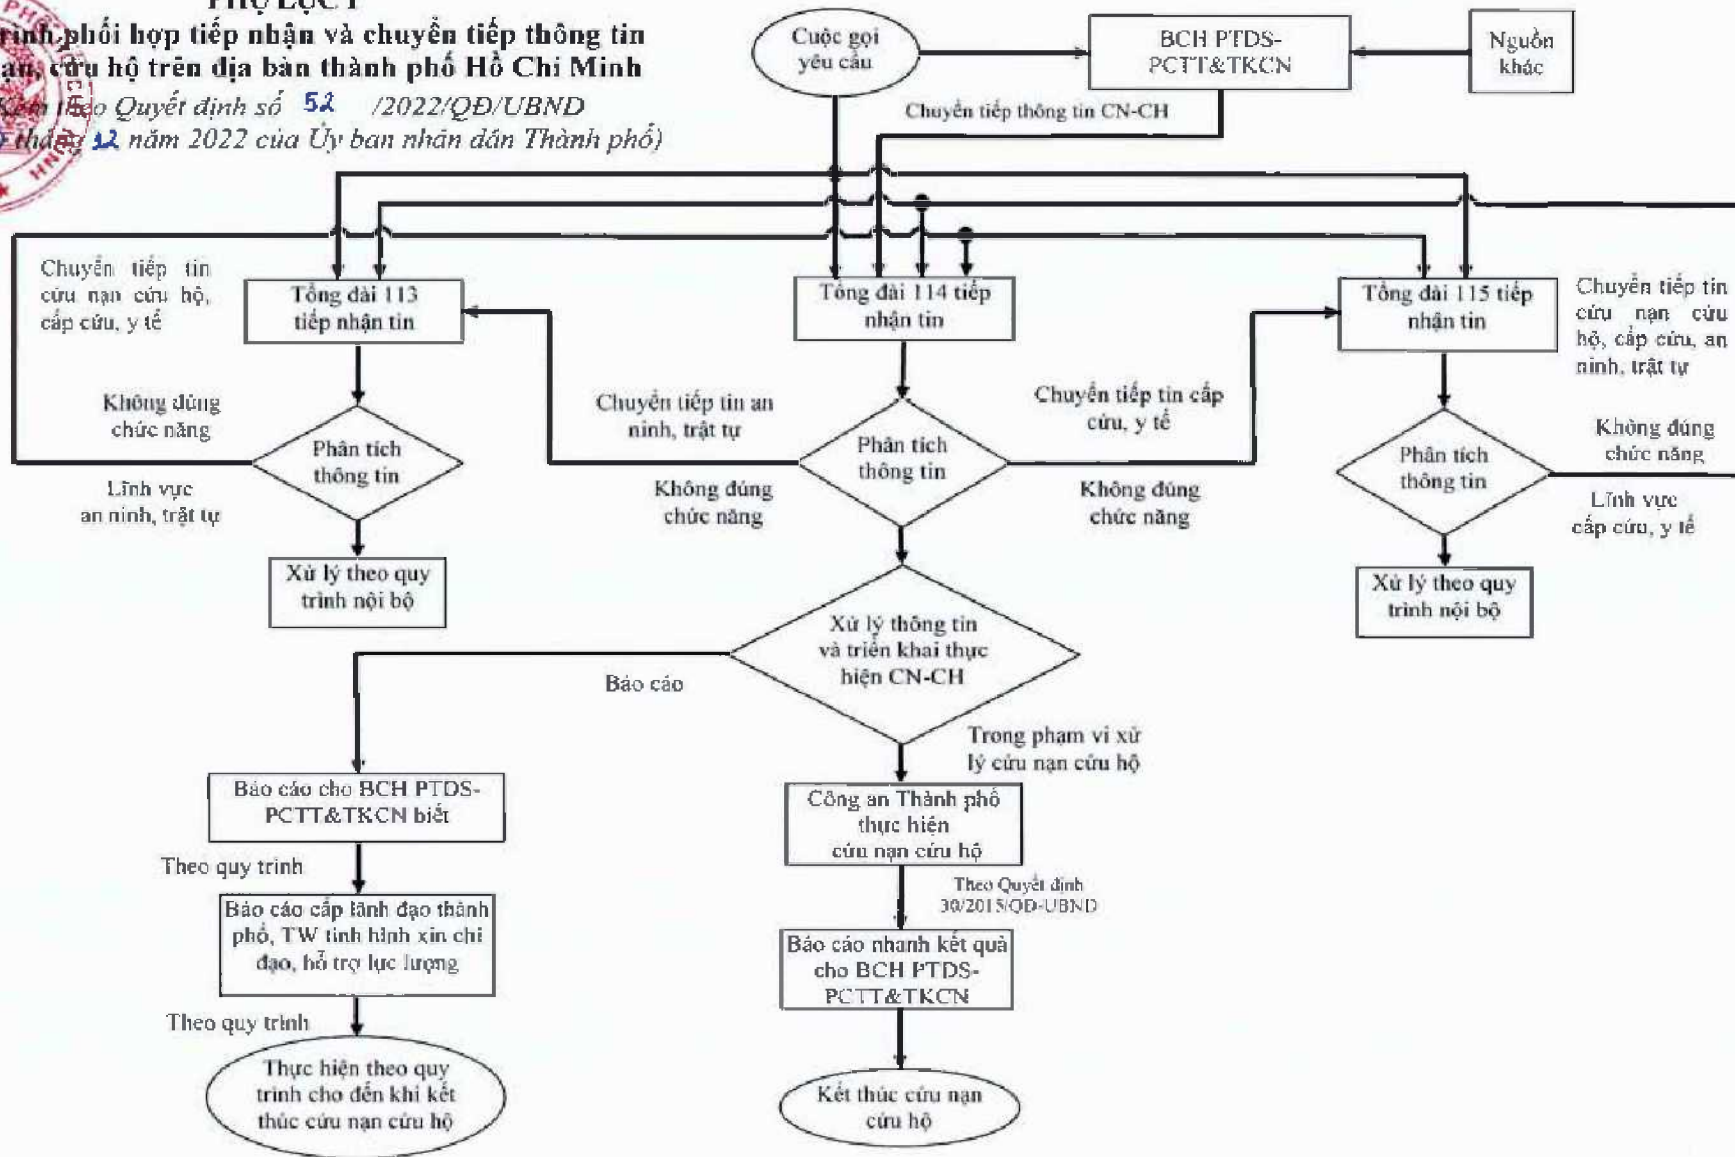 PHỤ LỤC I
trình phối hợp tiếp nhận và chuyển tiếp thông tin
cứu hộ trên địa bàn thành phố Hồ Chí Minh
Kèm theo Quyết định số 52 /2022/QĐ/UBND
tháng 12 năm 2022 của Ủy ban nhân dân Thành phố)
Cuộc gọi
yêu cầu
BCH PTDS-
PCTT&TKCN
Nguồn
khác
Chuyển tiếp thông tin CN-CH
Chuyển tiếp tin
cứu nạn cứu hộ,
cấp cứu, y tế
Tổng đài 113
tiếp nhận tin
Tổng đài 114 tiếp
nhận tin
Tổng đài 115 tiếp
nhận tin
Chuyển tiếp tin
cứu nạn cứu
hộ, cấp cứu, an
ninh, trật tự
Không đúng
chức năng
Phân tích
thông tin
Lĩnh vực
an ninh, trật tự
Chuyển tiếp tin an
ninh, trật tự
Không đúng
chức năng
Phân tích
thông tin
Chuyển tiếp tin cấp
cứu, y tế
Không đúng
chức năng
Phân tích
thông tin
Không đúng
chức năng
Lĩnh vực
cấp cứu, y tế
Xử lý theo quy
trình nội bộ
Xử lý thông tin
và triển khai thực
hiện CN-CH
Xử lý theo quy
trình nội bộ
Báo cáo
Trong phạm vi xử
lý cứu nạn cứu hộ
Báo cáo cho BCH PTDS-
PCTT&TKCN biết
Công an Thành phố
thực hiện
cứu nạn cứu hộ
Theo quy trình
Theo Quyết định
30/2015/QĐ-UBND
Báo cáo cấp lãnh đạo thành
phố, TW tình hình xin chỉ
đạo, hỗ trợ lực lượng
Báo cáo nhanh kết quả
cho BCH PTDS-
PCTT&TKCN
Theo quy trình
Thực hiện theo quy
trình cho đến khi kết
thúc cứu nạn cứu hộ
Kết thúc cứu nạn
cứu hộ